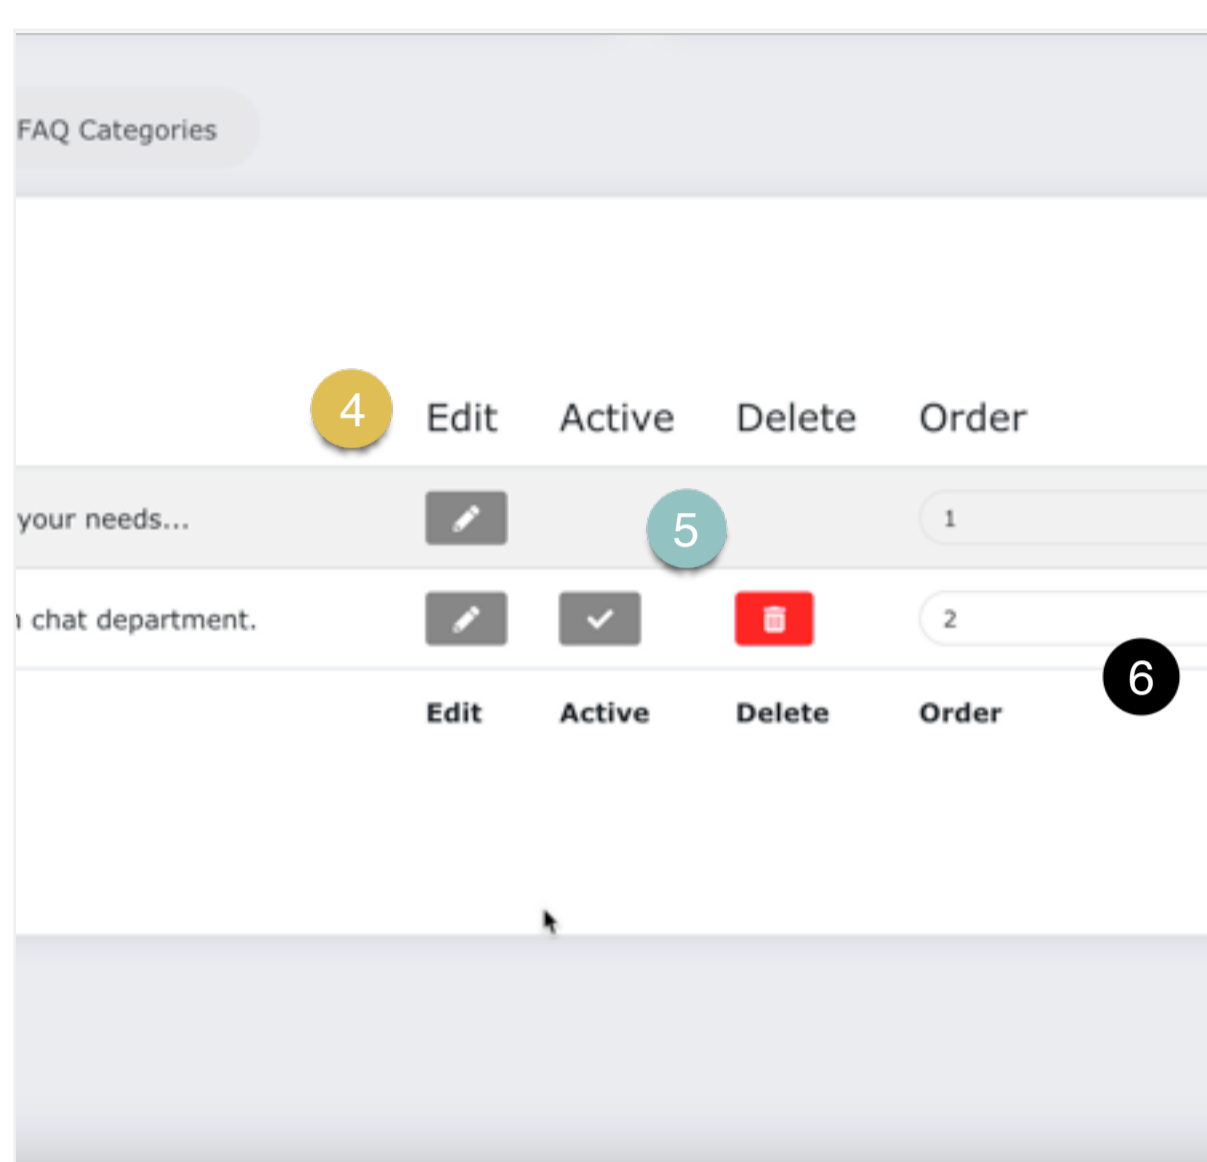 FAQ Categories
4 Edit Active Delete Order
your needs... 5 1
chat department. 2
6
Edit Active Delete Order